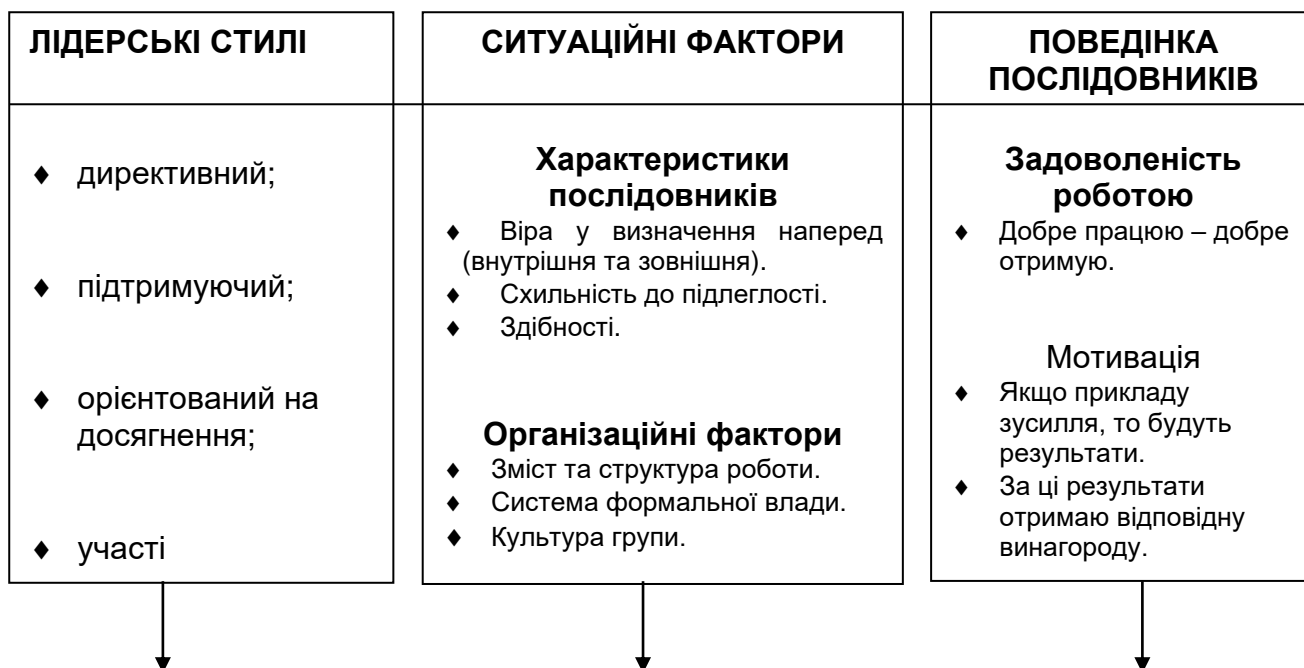 ЛІДЕРСЬКІ СТИЛІ
♦ директивний;
♦ підтримуючий;
♦ орієнтований на
досягнення;
♦ участі
СИТУАЦІЙНІ ФАКТОРИ
Характеристики
послідовників
♦ Віра у визначення наперед
(внутрішня та зовнішня).
♦ Схильність до підлеглості.
♦ Здібності.
Організаційні фактори
♦ Зміст та структура роботи.
♦ Система формальної влади.
♦ Культура групи.
ПОВЕДІНКА
ПОСЛІДОВНИКІВ
Задоволеність
роботою
♦ Добре працюю – добре
отримую.
Мотивація
♦ Якщо прикладу
зусилля, то будуть
результати.
♦ За ці результати
отримаю відповідну
винагороду.